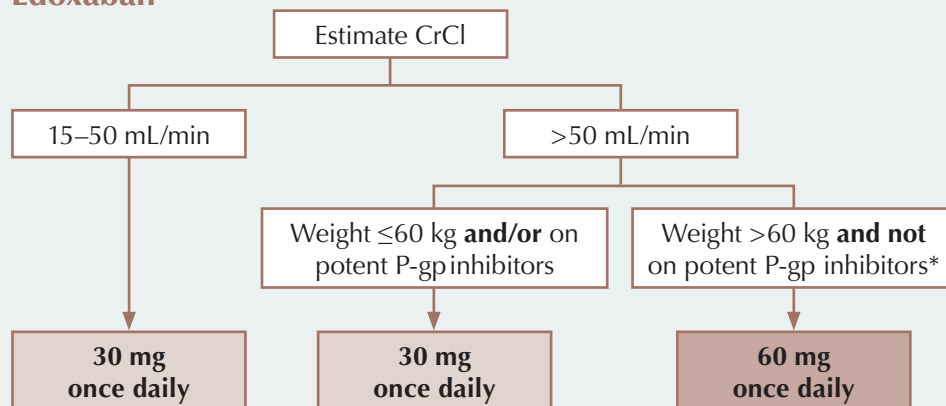 Edoxaban
Estimate CrCl
15–50 mL/min
>50 mL/min
Weight ≤60 kg and/or on
potent P-gp inhibitors
Weight >60 kg and not
on potent P-gp inhibitors*
30 mg
once daily
30 mg
once daily
60 mg
once daily